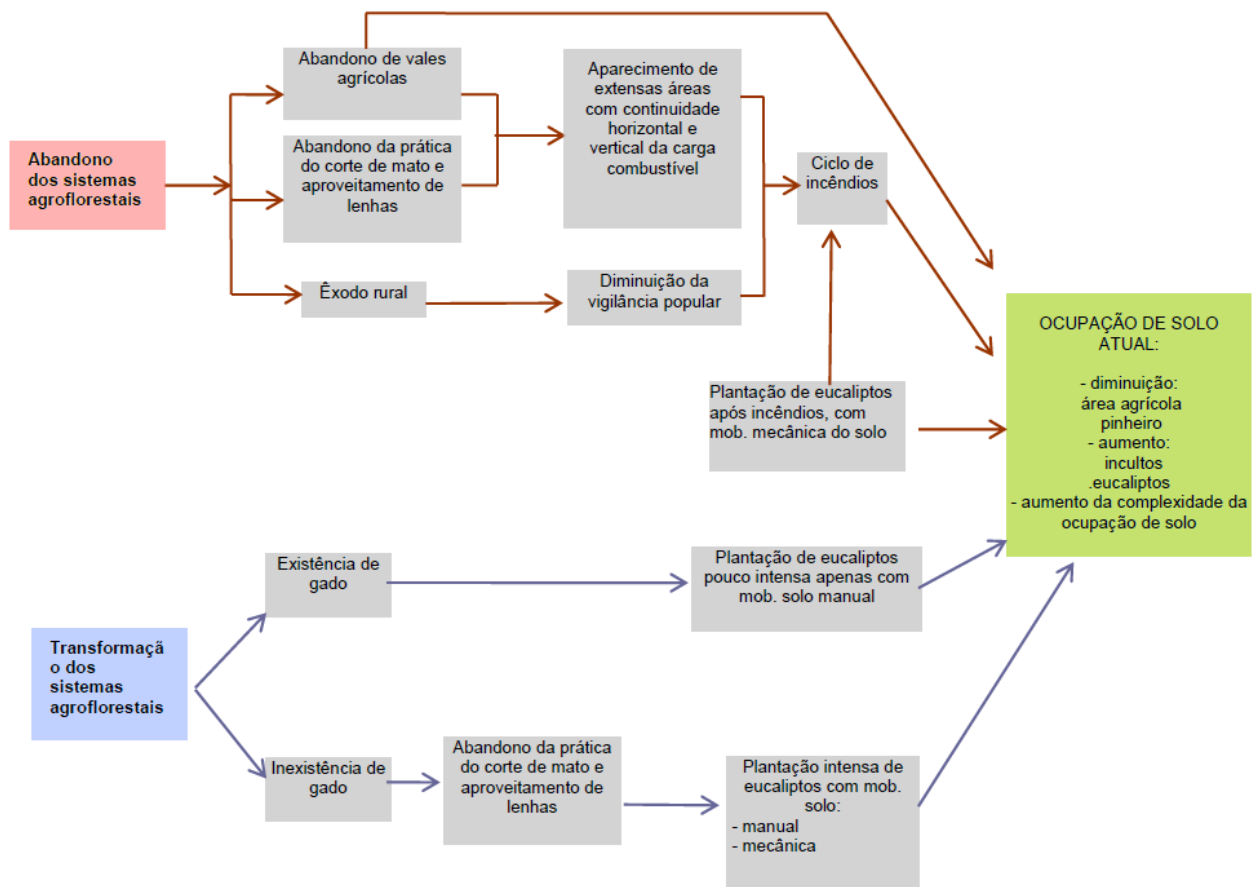 Abandono de vales
agrícolas
Aparecimento de
extensas áreas
com continuidade
horizontal e
vertical da carga
combustível
Abandono
dos sistemas
agroflorestais
Abandono da prática
do corte de mato e
aproveitamento de
lenhas
Ciclo de
incêndios
Êxodo rural
Diminuição da
vigilância popular
OCUPAÇÃO DE SOLO
ATUAL:
- diminuição:
área agrícola
pinheiro
- aumento:
incultos
.eucaliptos
- aumento da complexidade da
ocupação de solo
Plantação de eucaliptos
após incêndios, com
mob. mecânica do solo
Existência de
gado
Plantação de eucaliptos
pouco intensa apenas com
mob. solo manual
Transformaçã
o dos
sistemas
agroflorestais
Inexistência de
gado
Abandono da prática
do corte de mato e
aproveitamento de
lenhas
Plantação intensa de
eucaliptos com mob.
solo:
- manual
- mecânica